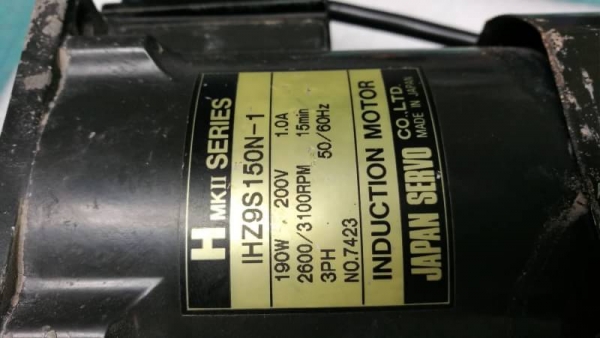 H MKII SERIES
IHZ9S150N-1
190W 200V 1.0A
2600/3100RPM 15min
3PH 50/60Hz
NO.7423
INDUCTION MOTOR
JAPAN SERVO CO.,LTD.
MADE IN JAPAN